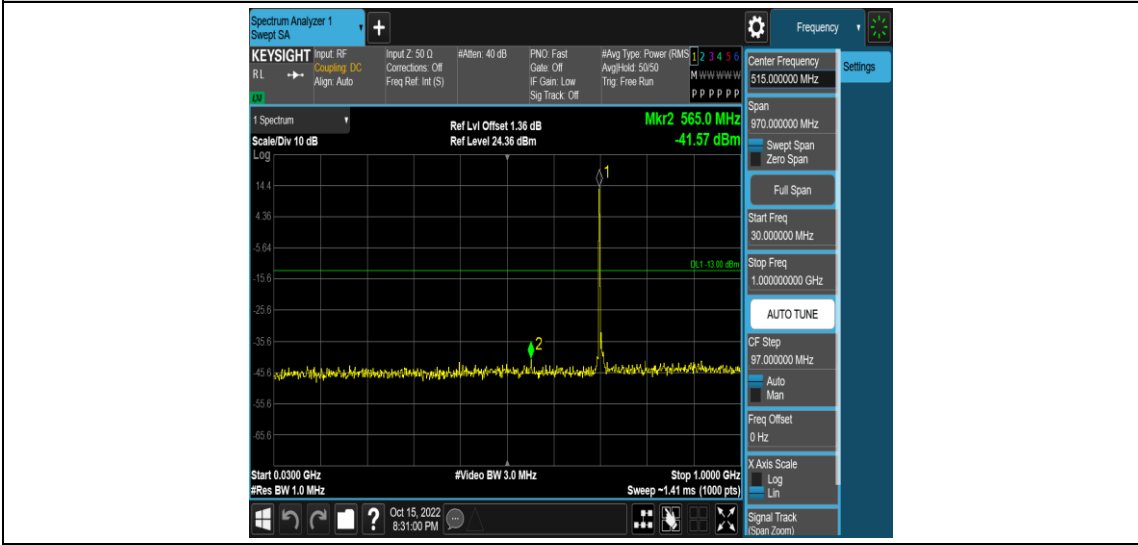 Spectrum Analyzer 1
Swept SA
+
Frequency
KEYSIGHT
RL
LXI
Input: RF
Coupling: DC
Align: Auto
Input Z: 50 Ω
Corrections: Off
Freq Ref: Int (S)
#Atten: 40 dB
PNO: Fast
Gate: Off
IF Gain: Low
Sig Track: Off
#Avg Type: Power (RMS
Avg|Hold: 50/50
Trig: Free Run
1 2 3 4 5 6
M W W W W W
P P P P P P
1 Spectrum
Scale/Div 10 dB
Log
Ref Lvl Offset 1.36 dB
Ref Level 24.36 dBm
Mkr2 565.0 MHz
-41.57 dBm
1
14.4
4.36
-5.64
DL1 -13.00 dBm
-15.6
-25.6
-35.6
2
-45.6
-55.6
-65.6
Start 0.0300 GHz
#Res BW 1.0 MHz
#Video BW 3.0 MHz
Stop 1.0000 GHz
Sweep ~1.41 ms (1000 pts)
?
Oct 15, 2022
8:31:00 PM
Center Frequency
515.000000 MHz
Settings
Span
970.000000 MHz
Swept Span
Zero Span
Full Span
Start Freq
30.000000 MHz
Stop Freq
1.000000000 GHz
AUTO TUNE
CF Step
97.000000 MHz
Auto
Man
Freq Offset
0 Hz
X Axis Scale
Log
Lin
Signal Track
(Span Zoom)